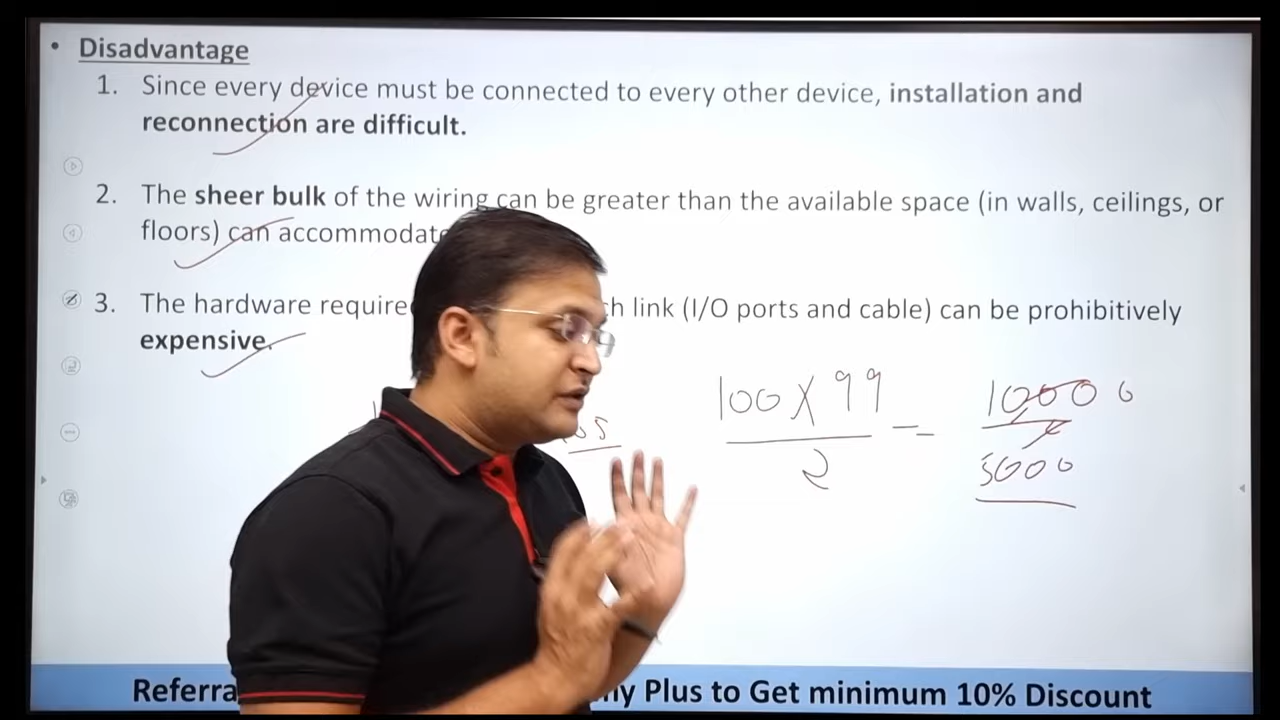 • Disadvantage
1. Since every device must be connected to every other device, installation and
reconnection are difficult.
2. The sheer bulk of the wiring can be greater than the available space (in walls, ceilings, or
floors) can accommodate
3. The hardware require link (I/O ports and cable) can be prohibitively
expensive.
100 X 99
2
=
10000
2
5000
Referra Plus to Get minimum 10% Discount